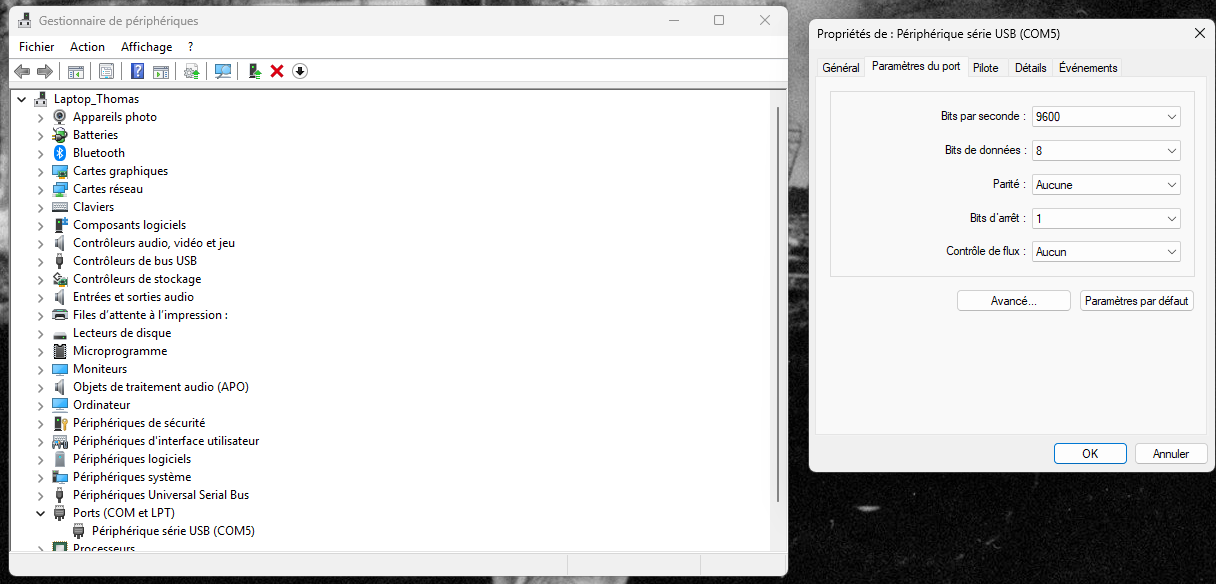 Gestionnaire de périphériques
Fichier Action Affichage ?
Laptop_Thomas
Appareils photo
Batteries
Bluetooth
Cartes graphiques
Cartes réseau
Claviers
Composants logiciels
Contrôleurs audio, vidéo et jeu
Contrôleurs de bus USB
Contrôleurs de stockage
Entrées et sorties audio
Files d'attente à l'impression :
Lecteurs de disque
Microprogramme
Moniteurs
Objets de traitement audio (APO)
Ordinateur
Périphériques de sécurité
Périphériques d'interface utilisateur
Périphériques logiciels
Périphériques système
Périphériques Universal Serial Bus
Ports (COM et LPT)
Périphérique série USB (COM5)
Processeurs
Propriétés de : Périphérique série USB (COM5)
Général Paramètres du port Pilote Détails Événements
Bits par seconde : 9600
Bits de données : 8
Parité : Aucune
Bits d'arrêt : 1
Contrôle de flux : Aucun
Avancé... Paramètres par défaut
OK Annuler